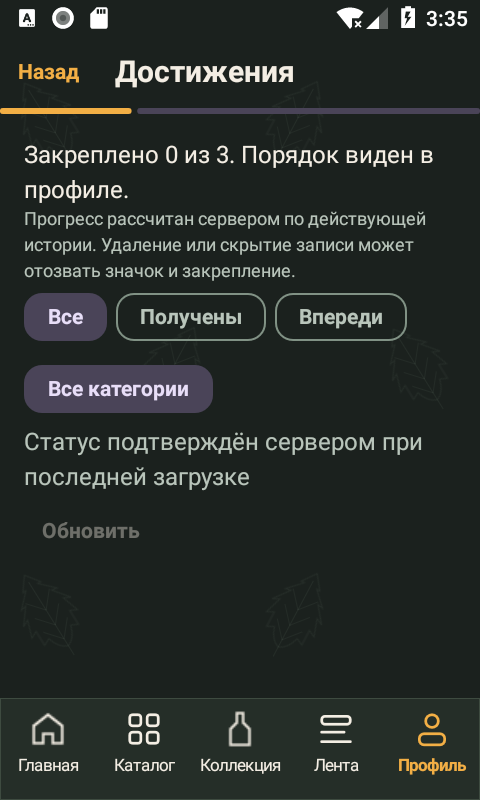 3:35
Назад
Достижения
Закреплено 0 из 3. Порядок виден в
профиле.
Прогресс рассчитан сервером по действующей
истории. Удаление или скрытие записи может
отозвать значок и закрепление.
Все
Получены
Впереди
Все категории
Статус подтверждён сервером при
последней загрузке
Обновить
Главная
Каталог
Коллекция
Лента
Профиль